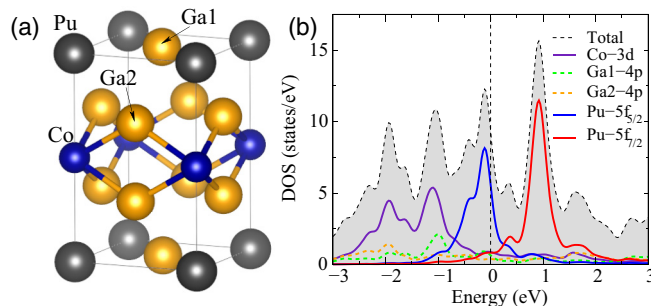 (a)
Pu
Ga1
Ga2
Co
(b)
DOS (states/eV)
15
10
5
0
Total
Co−3d
Ga1−4p
Ga2−4p
Pu−5f5/2
Pu−5f7/2
−3 −2 −1 0 1 2 3
Energy (eV)